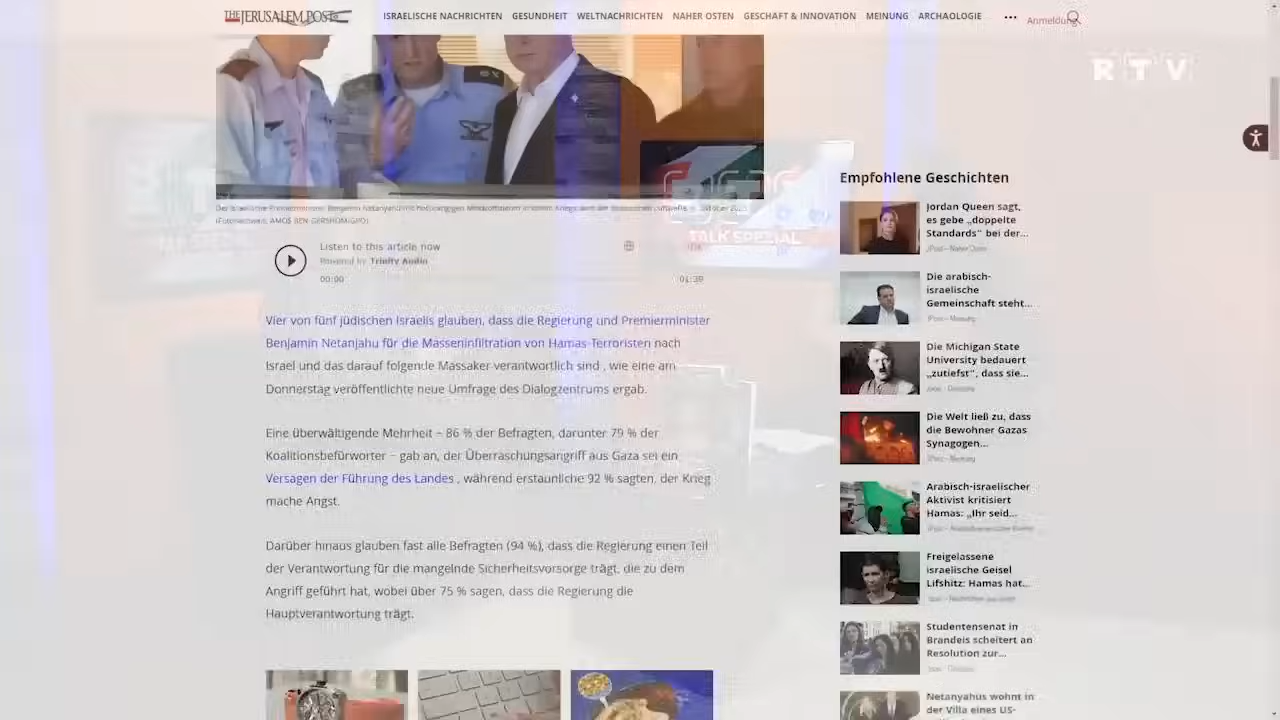 THE JERUSALEM POST
ISRAELISCHE NACHRICHTEN GESUNDHEIT WELTNACHRICHTEN NAHER OSTEN GESCHÄFT & INNOVATION MEINUNG ARCHÄOLOGIE ••• Anmeldung
RTV
TALK SPEZIAL
Listen to this article now
Powered by Trinity Audio
00:00
01:39
Vier von fünf jüdischen Israelis glauben, dass die Regierung und Premierminister
Benjamin Netanjahu für die Masseninfiltration von Hamas-Terroristen nach
Israel und das darauf folgende Massaker verantwortlich sind , wie eine am
Donnerstag veröffentlichte neue Umfrage des Dialogzentrums ergab.
Eine überwältigende Mehrheit – 86 % der Befragten, darunter 79 % der
Koalitionsbefürworter – gab an, der Überraschungsangriff aus Gaza sei ein
Versagen der Führung des Landes , während erstaunliche 92 % sagten, der Krieg
mache Angst.
Darüber hinaus glauben fast alle Befragten (94 %), dass die Regierung einen Teil
der Verantwortung für die mangelnde Sicherheitsvorsorge trägt, die zu dem
Angriff geführt hat, wobei über 75 % sagen, dass die Regierung die
Hauptverantwortung trägt.
Empfohlene Geschichten
Jordan Queen sagt,
es gebe „doppelte
Standards“ bei der...
Die arabisch-
israelische
Gemeinschaft steht...
Die Michigan State
University bedauert
„zutiefst“, dass sie...
Die Welt ließ zu, dass
die Bewohner Gazas
Synagogen...
Arabisch-israelischer
Aktivist kritisiert
Hamas: „Ihr seid...
Freigelassene
israelische Geisel
Lifshitz: Hamas hat...
Studentensenat in
Brandeis scheitert an
Resolution zur...
Netanyahus wohnt in
der Villa eines US-